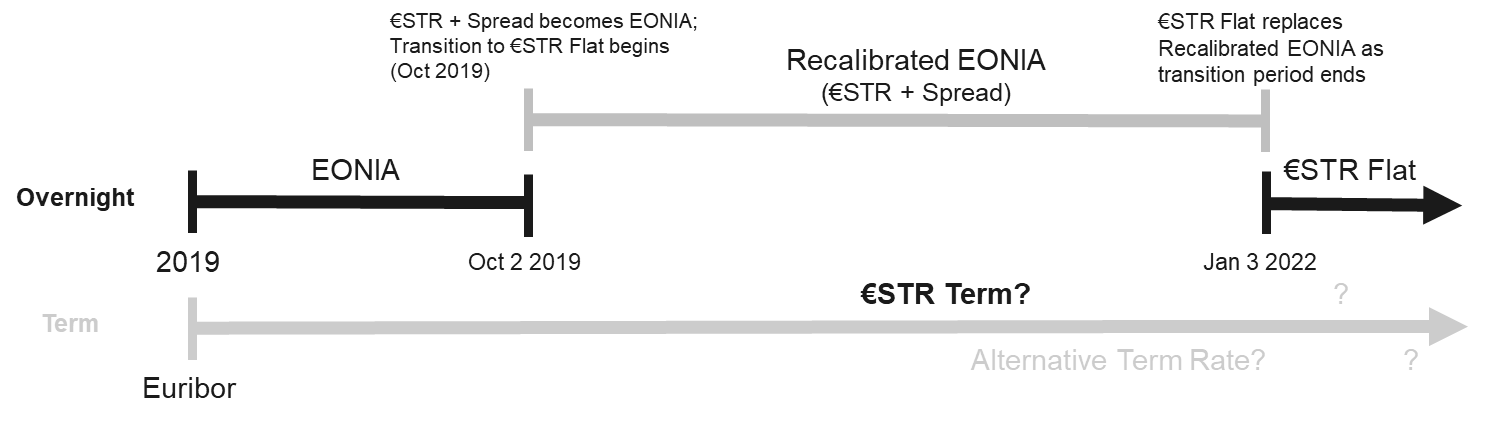 €STR + Spread becomes EONIA;
Transition to €STR Flat begins
(Oct 2019)
Recalibrated EONIA
(€STR + Spread)
€STR Flat replaces
Recalibrated EONIA as
transition period ends
EONIA
€STR Flat
Overnight
2019
Oct 2 2019
Jan 3 2022
€STR Term?
?
Term
Alternative Term Rate?
?
Euribor